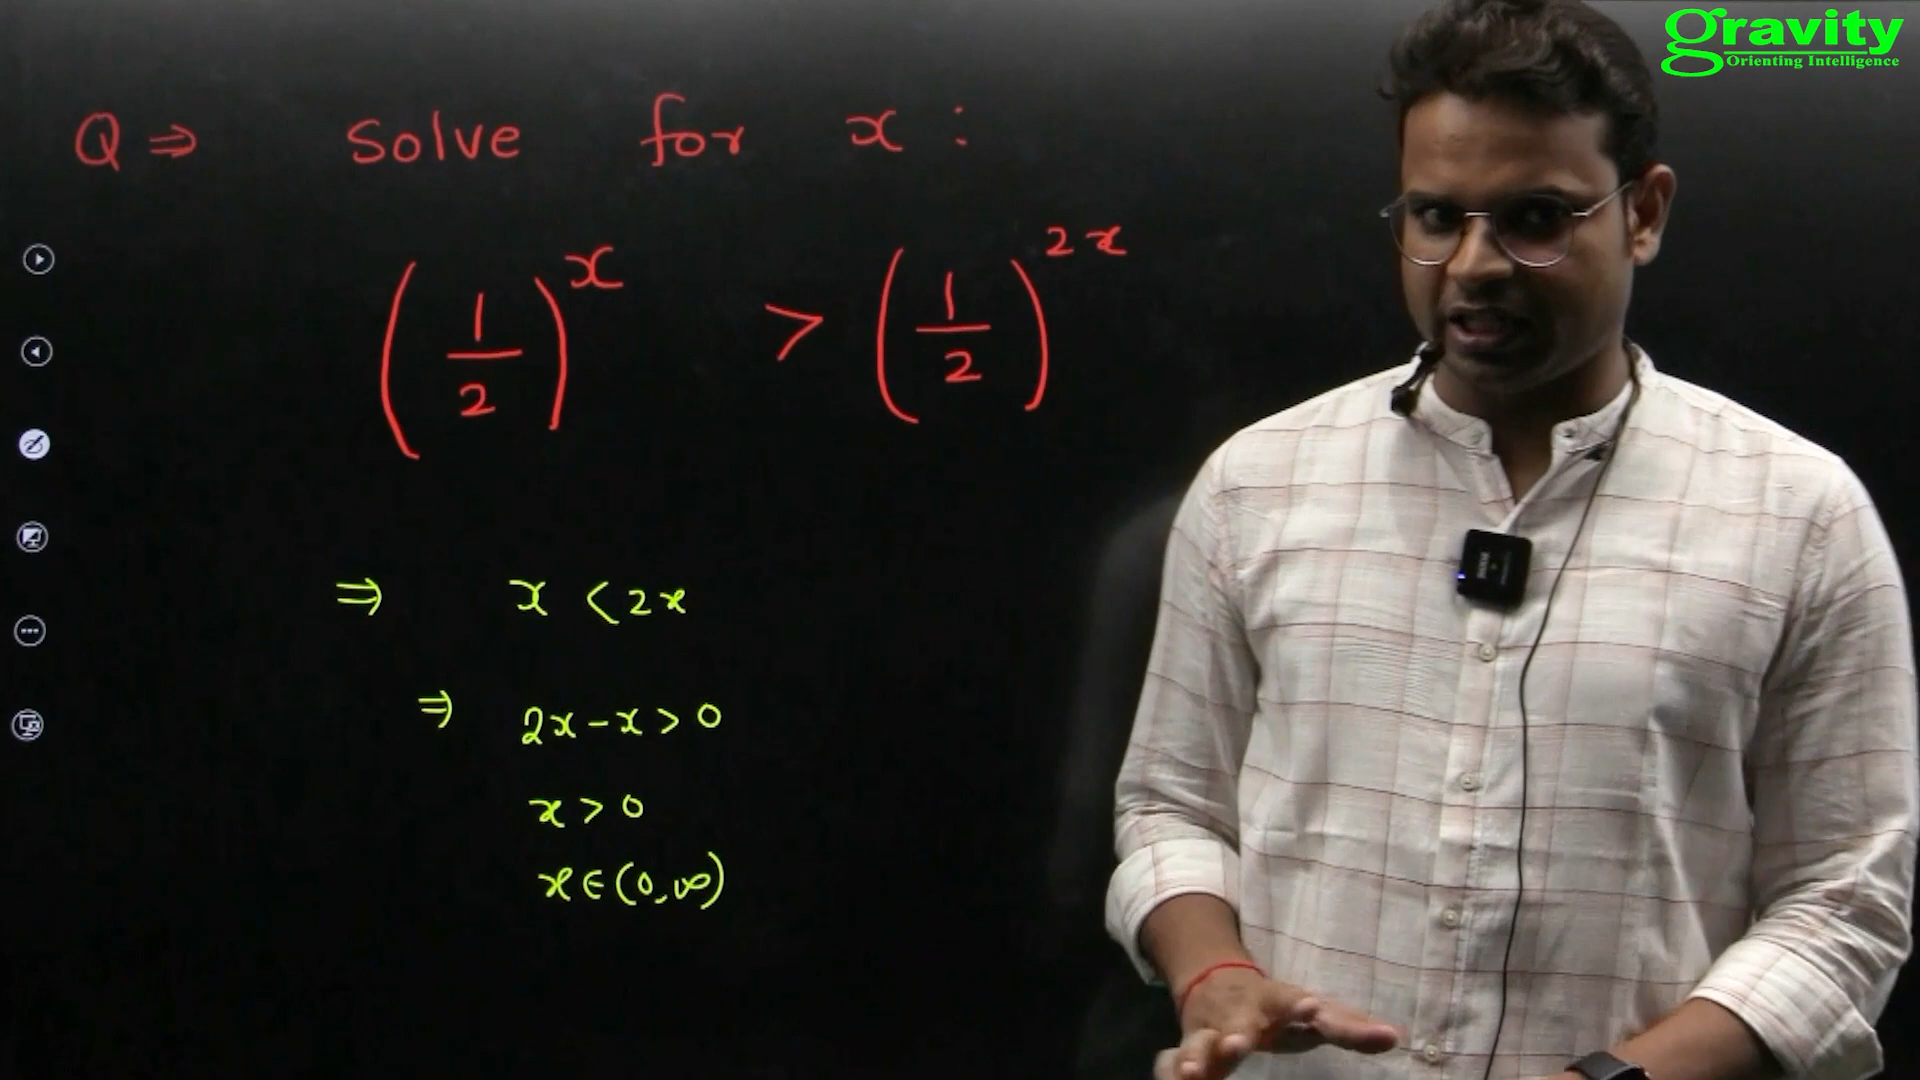 gravity
Orienting Intelligence
Q ⇒ Solve for x :
(1/2)^x > (1/2)^2x
⇒ x < 2x
⇒ 2x - x > 0
x > 0
x ∈ (0, ∞)